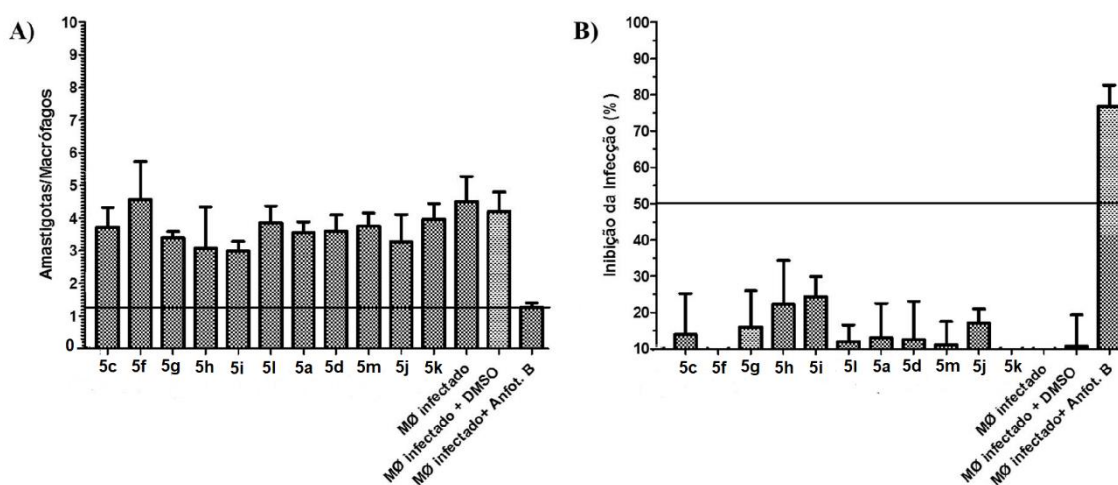 A)
Amastigotas/Macrófagos
10
9
8
7
6
5
4
3
2
1
0
5c 5f 5g 5h 5i 5l 5a 5d 5m 5j 5k
MØ infectado
MØ infectado + DMSO
MØ infectado+ Anfot. B
B)
Inibição da Infecção (% )
100
90
80
70
60
50
40
30
20
10
5c 5f 5g 5h 5i 5l 5a 5d 5m 5j 5k
MØ infectado
MØ infectado + DMSO
MØ infectado+ Anfot. B